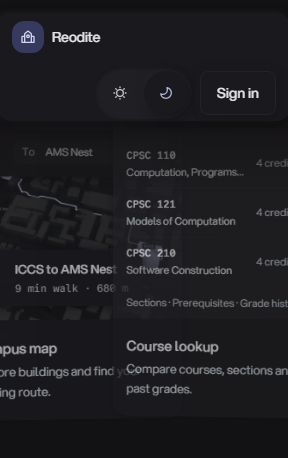 Reodite
Sign in
To AMS Nest
ICCS to AMS Nest
9 min walk · 680 m
CPSC 110
Computation, Programs...
4 credi
CPSC 121
Models of Computation
4 credi
CPSC 210
Software Construction
4 credi
Sections · Prerequisites · Grade hist
npus map
ore buildings and find you
ing route.
Course lookup
Compare courses, sections an
past grades.